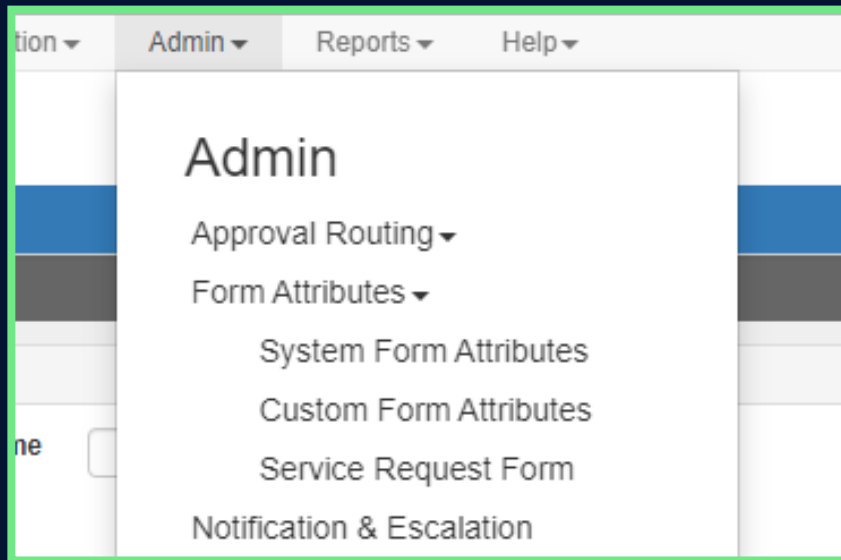 tion Admin Reports Help
Admin
Approval Routing
Form Attributes
System Form Attributes
Custom Form Attributes
me
Service Request Form
Notification & Escalation